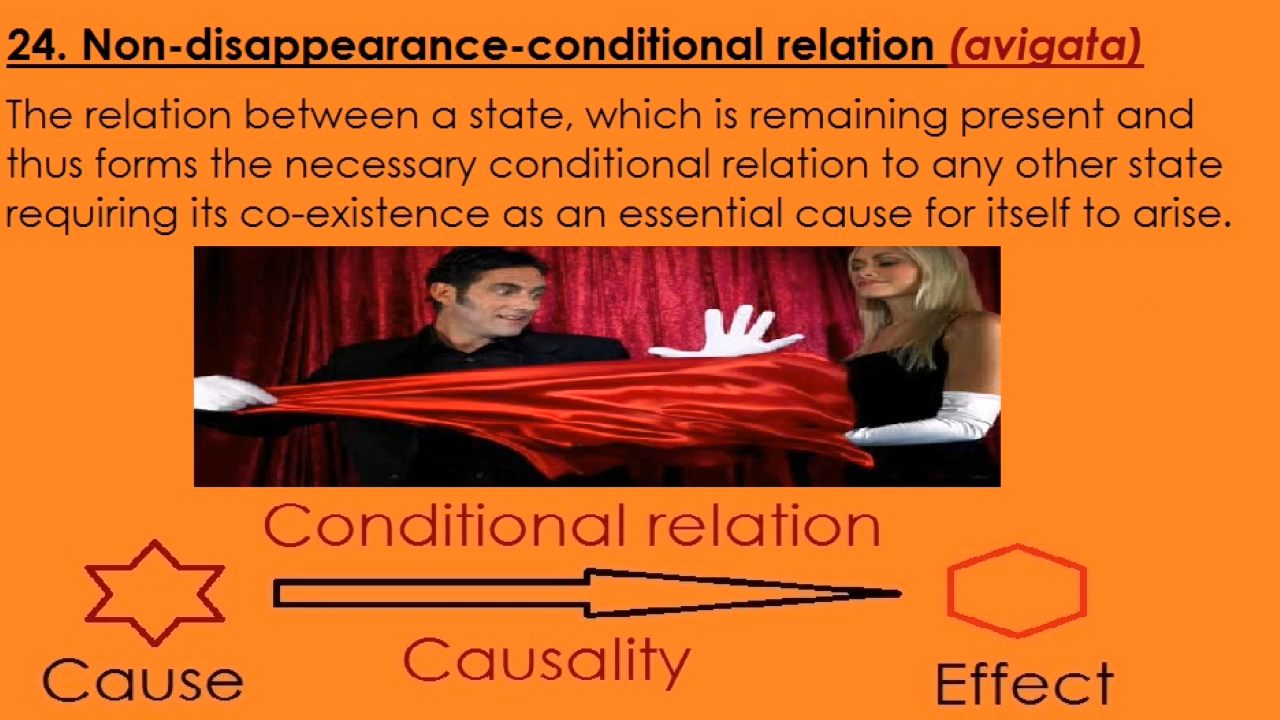 24. Non-disappearance-conditional relation (avigata)
The relation between a state, which is remaining present and
thus forms the necessary conditional relation to any other state
requiring its co-existence as an essential cause for itself to arise.
Conditional relation
Causality
Cause
Effect